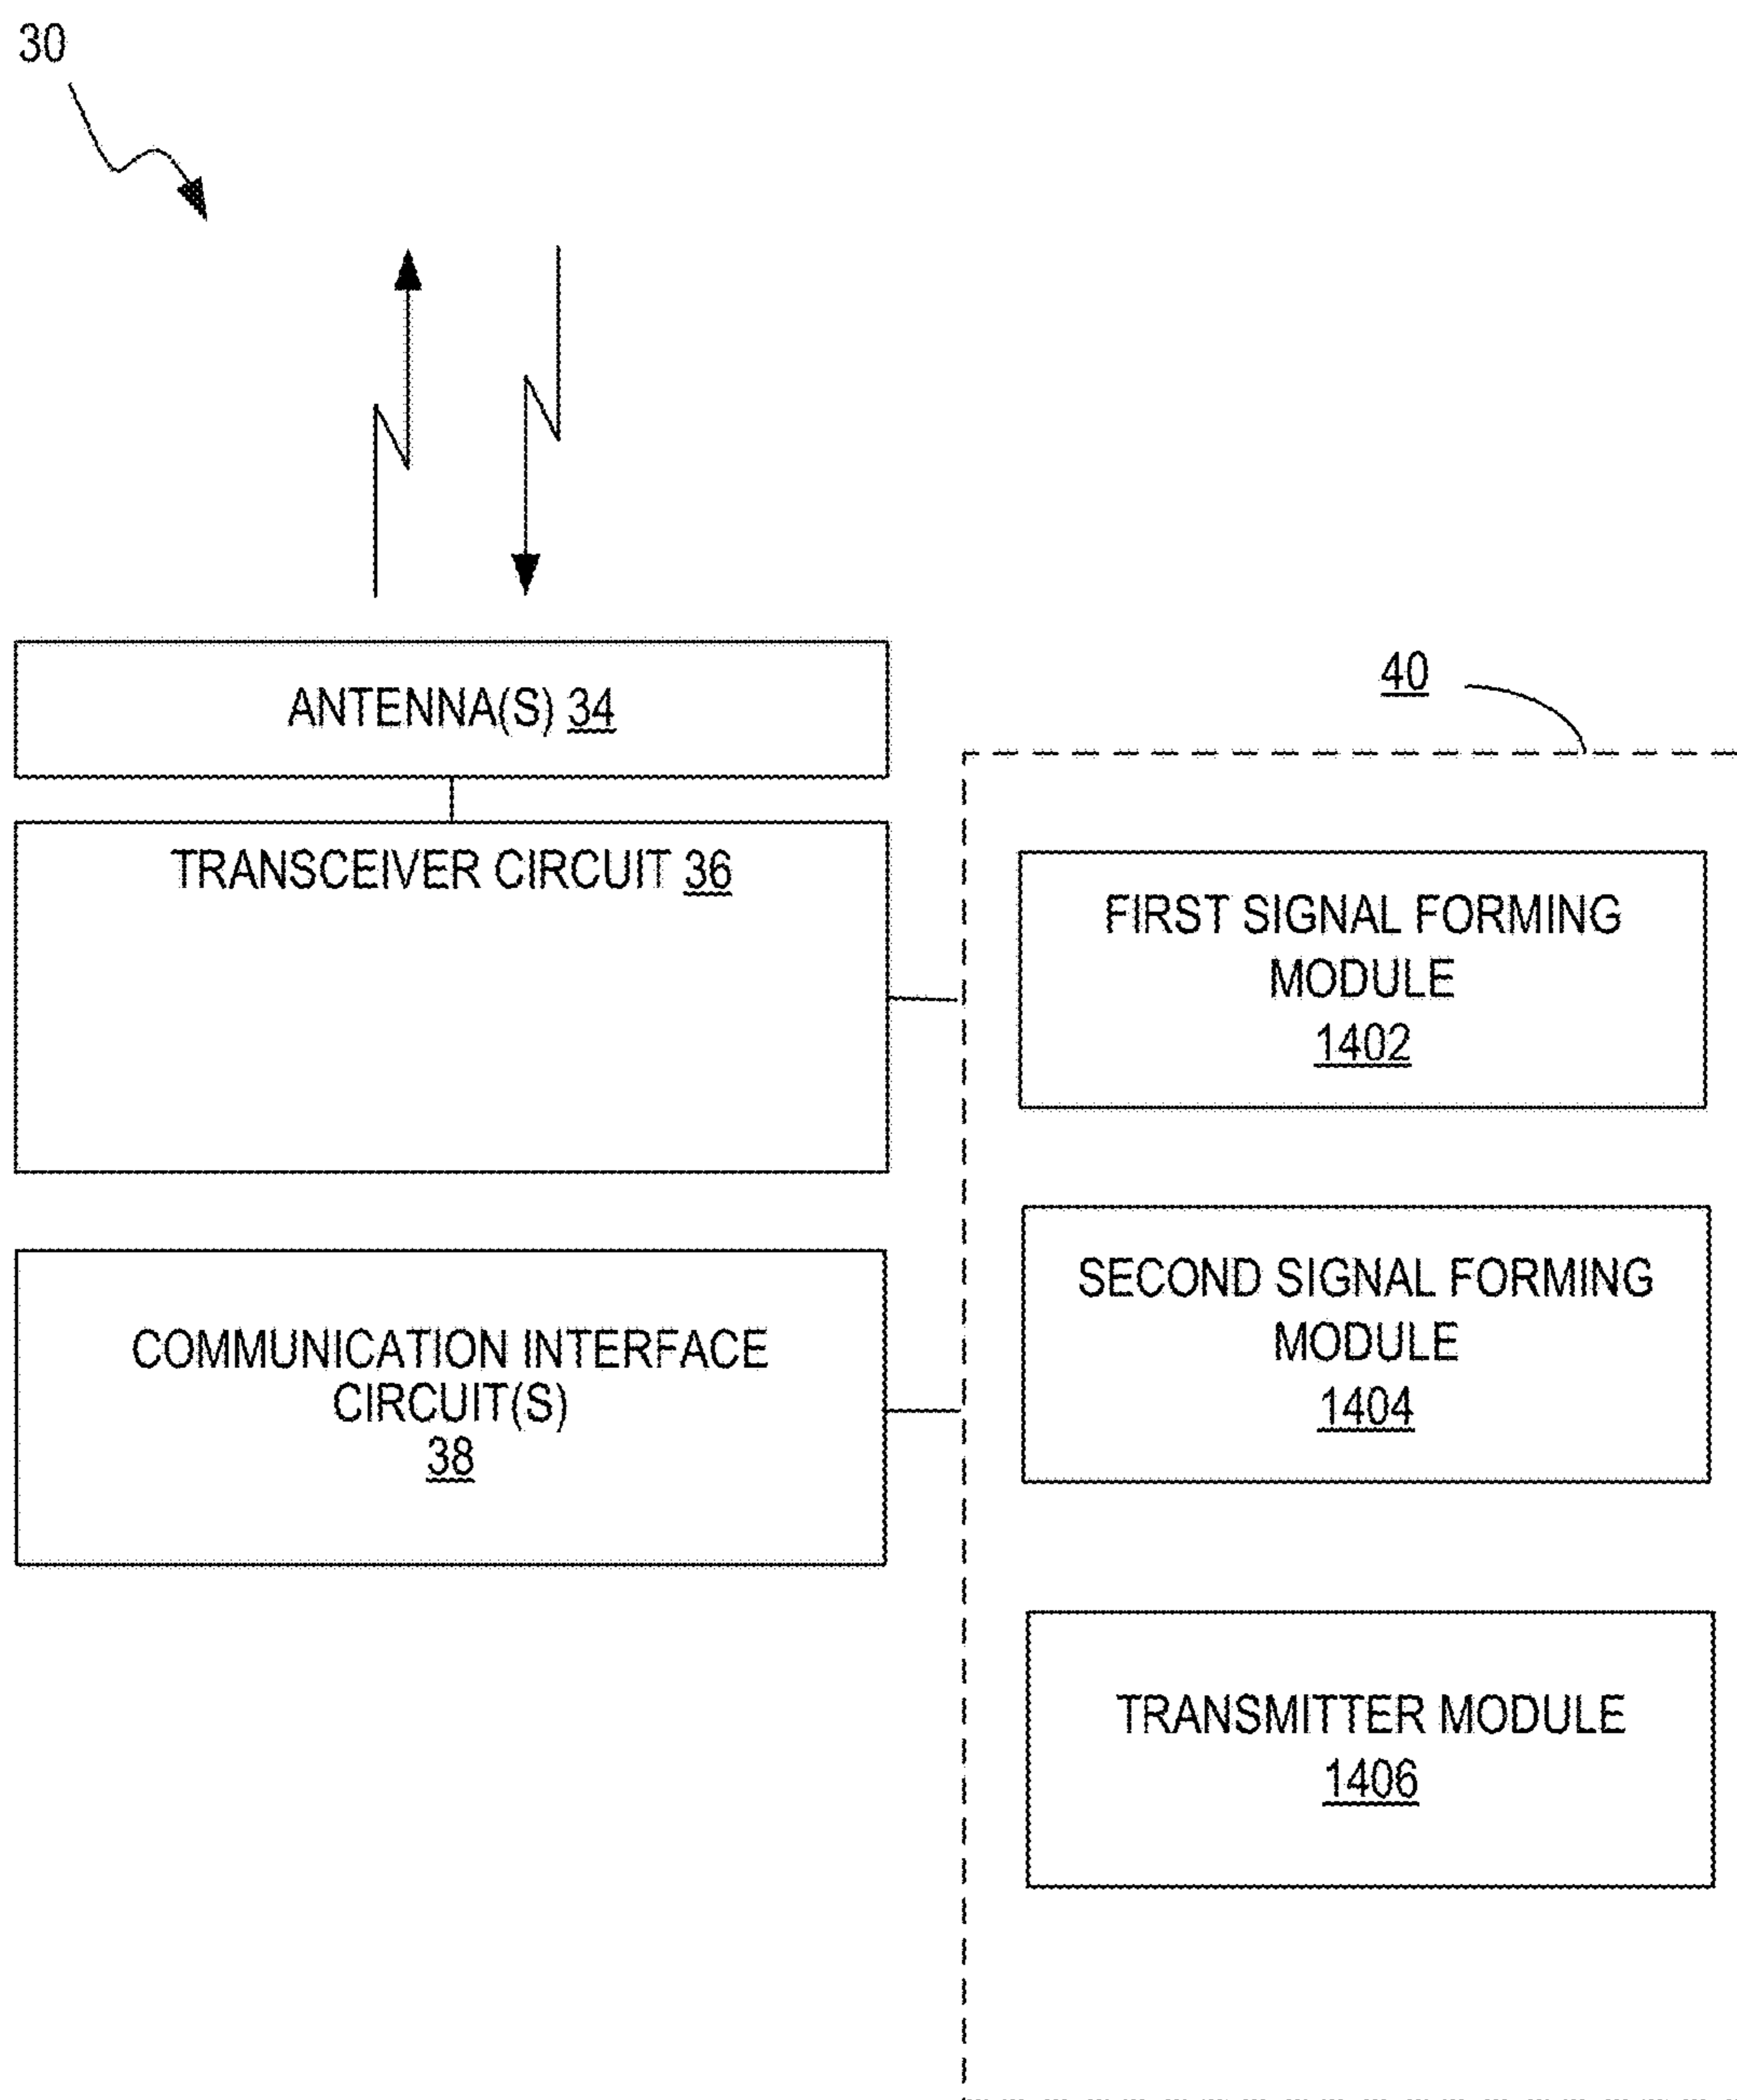 30
ANTENNA(S) 34
40
TRANSCEIVER CIRCUIT 36
FIRST SIGNAL FORMING
MODULE
1402
SECOND SIGNAL FORMING
MODULE
1404
COMMUNICATION INTERFACE
CIRCUIT(S)
38
TRANSMITTER MODULE
1406